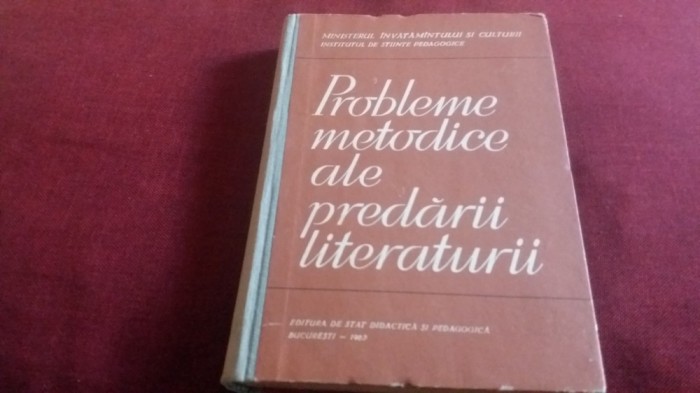 MINISTERUL ÎNVĂȚĂMÎNTULUI ȘI CULTURII
INSTITUTUL DE ȘTIINȚE PEDAGOGICE
Probleme
metodice
ale
predării
literaturii
EDITURA DE STAT DIDACTICĂ ȘI PEDAGOGICĂ
BUCUREȘTI — 1963